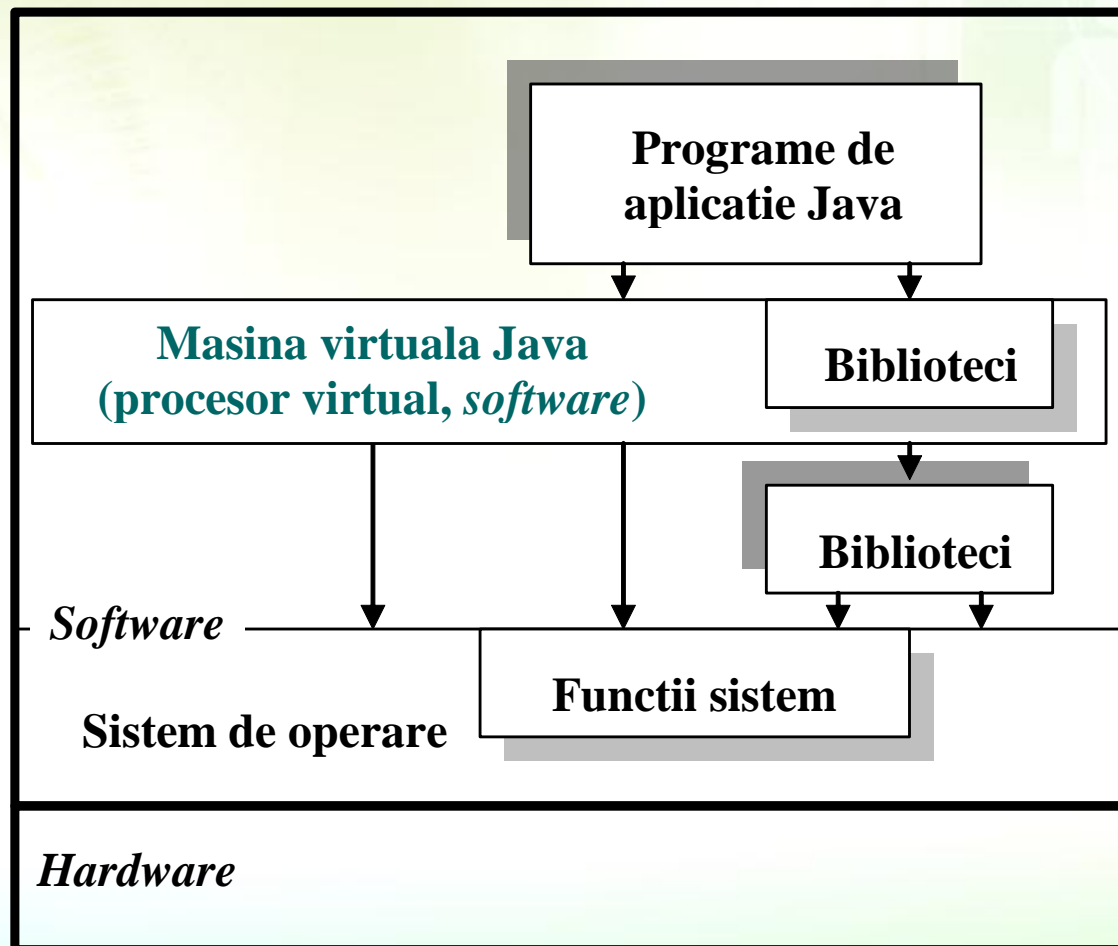 Programe de
aplicatie Java
Masina virtuala Java
(procesor virtual, software)
Biblioteci
Biblioteci
Software
Functii sistem
Sistem de operare
Hardware